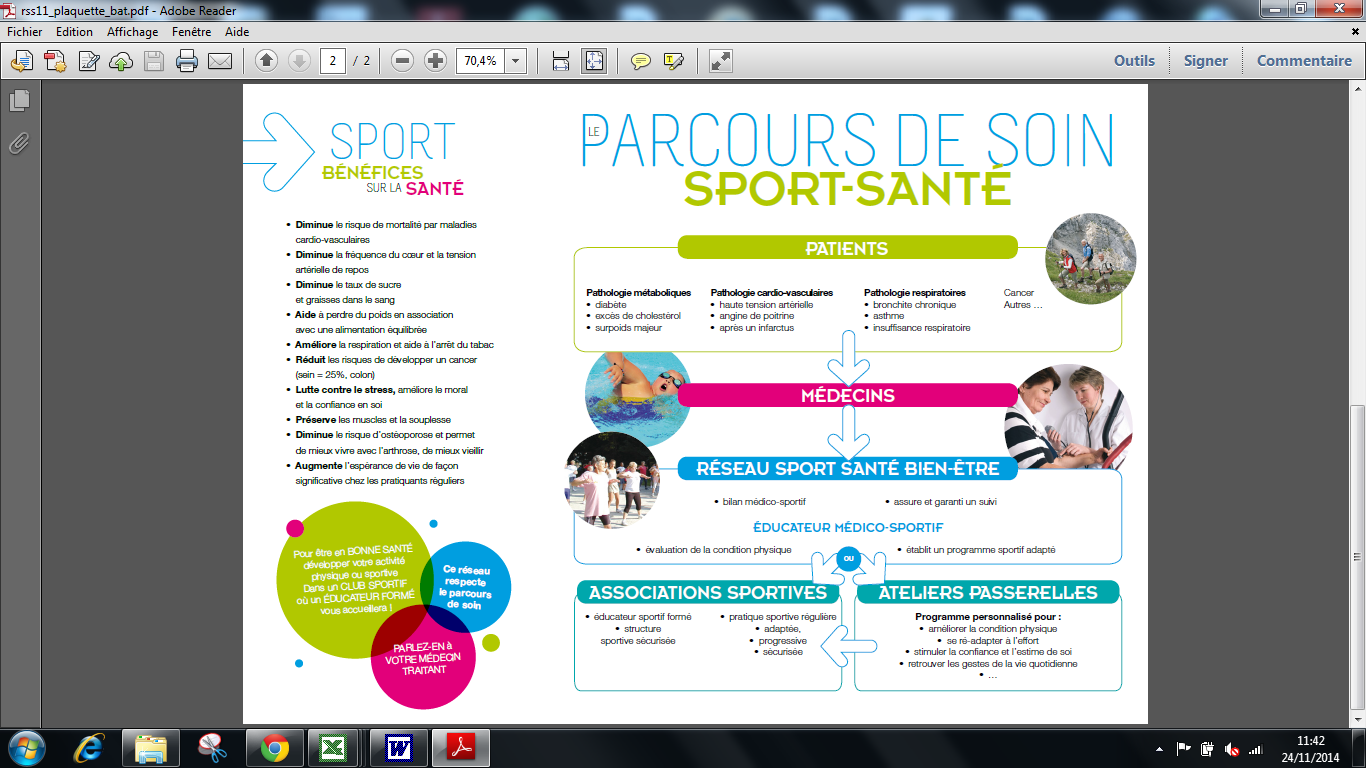 rss11_plaquette_bat.pdf - Adobe Reader
Fichier Edition Affichage Fenêtre Aide
2 / 2 70,4% Outils Signer Commentaire
SPORT
BÉNÉFICES
SUR LA SANTÉ
• Diminue le risque de mortalité par maladies
cardio-vasculaires
• Diminue la fréquence du cœur et la tension
artérielle de repos
• Diminue le taux de sucre
et graisses dans le sang
• Aide à perdre du poids en association
avec une alimentation équilibrée
• Améliore la respiration et aide à l'arrêt du tabac
• Réduit les risques de développer un cancer
(sein = 25%, colon)
• Lutte contre le stress, améliore le moral
et la confiance en soi
• Préserve les muscles et la souplesse
• Diminue le risque d'ostéoporose et permet
de mieux vivre avec l'arthrose, de mieux vieillir
• Augmente l'espérance de vie de façon
significative chez les pratiquants réguliers
Pour être en BONNE SANTÉ
développer votre activité
physique ou sportive
Dans un CLUB SPORTIF
où un ÉDUCATEUR FORMÉ
vous accueillera !
Ce réseau
respecte
le parcours
de soin
PARLEZ-EN à
VOTRE MÉDECIN
TRAITANT
LE PARCOURS DE SOIN
SPORT-SANTÉ
PATIENTS
Pathologie métaboliques
• diabète
• excès de cholestérol
• surpoids majeur
Pathologie cardio-vasculaires
• haute tension artérielle
• angine de poitrine
• après un infarctus
Pathologie respiratoires
• bronchite chronique
• asthme
• insuffisance respiratoire
Cancer
Autres ...
MÉDECINS
RÉSEAU SPORT SANTÉ BIEN-ÊTRE
• bilan médico-sportif • assure et garanti un suivi
ÉDUCATEUR MÉDICO-SPORTIF
• évaluation de la condition physique • établit un programme sportif adapté
OU
ASSOCIATIONS SPORTIVES
• éducateur sportif formé
• structure
sportive sécurisée
• pratique sportive régulière
• adaptée,
• progressive
• sécurisée
ATELIERS PASSERELLES
Programme personnalisé pour :
• améliorer la condition physique
• se ré-adapter à l'effort
• stimuler la confiance et l'estime de soi
• retrouver les gestes de la vie quotidienne
• ...
11:42
24/11/2014